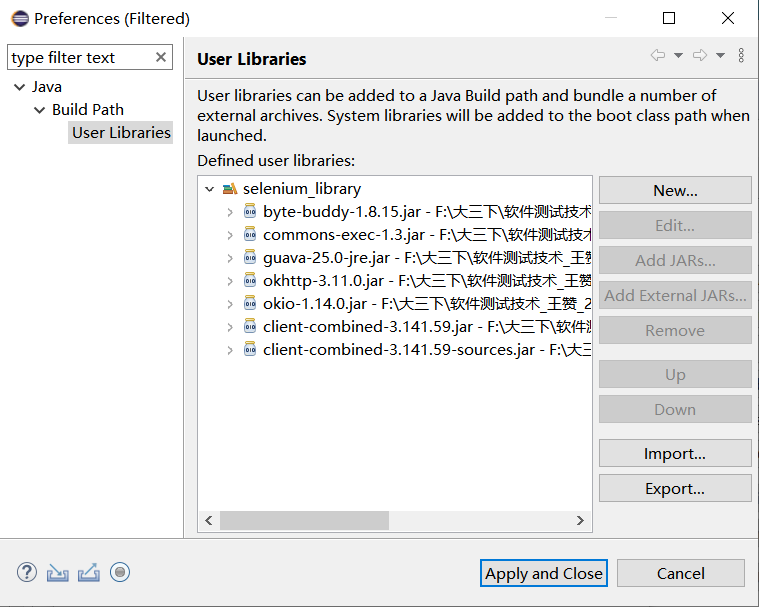 Preferences (Filtered)
type filter text
Java
Build Path
User Libraries
User Libraries
User libraries can be added to a Java Build path and bundle a number of
external archives. System libraries will be added to the boot class path when
launched.
Defined user libraries:
selenium_library
byte-buddy-1.8.15.jar - F:\大三下\软件测试技术
commons-exec-1.3.jar - F:\大三下\软件测试技
guava-25.0-jre.jar - F:\大三下\软件测试技术_王赞
okhttp-3.11.0.jar - F:\大三下\软件测试技术_王赞
okio-1.14.0.jar - F:\大三下\软件测试技术_王赞_2
client-combined-3.141.59.jar - F:\大三下\软件
client-combined-3.141.59-sources.jar - F:\大三
New...
Edit...
Add JARs...
Add External JARs...
Remove
Up
Down
Import...
Export...
Apply and Close
Cancel